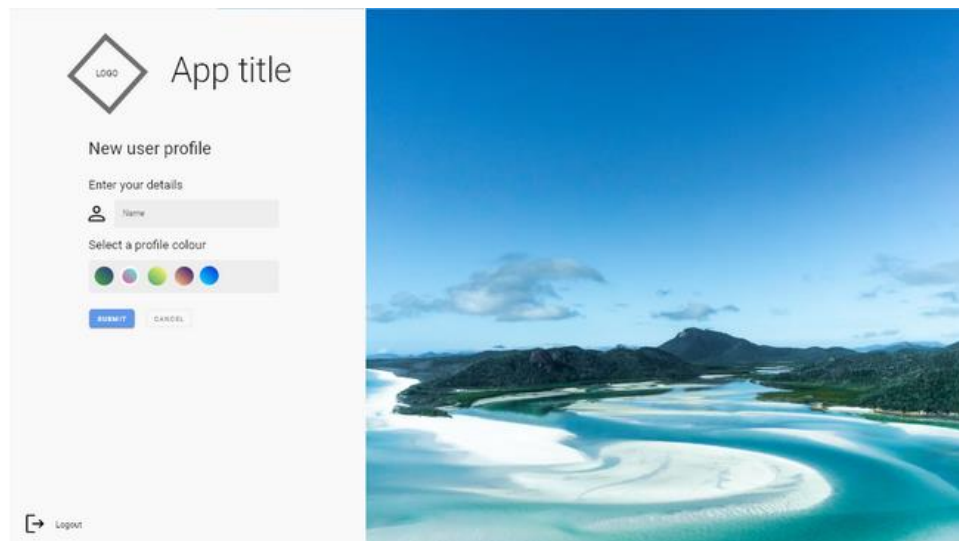 LOGO
App title
New user profile
Enter your details
Name
Select a profile colour
SUBMIT
CANCEL
Logout